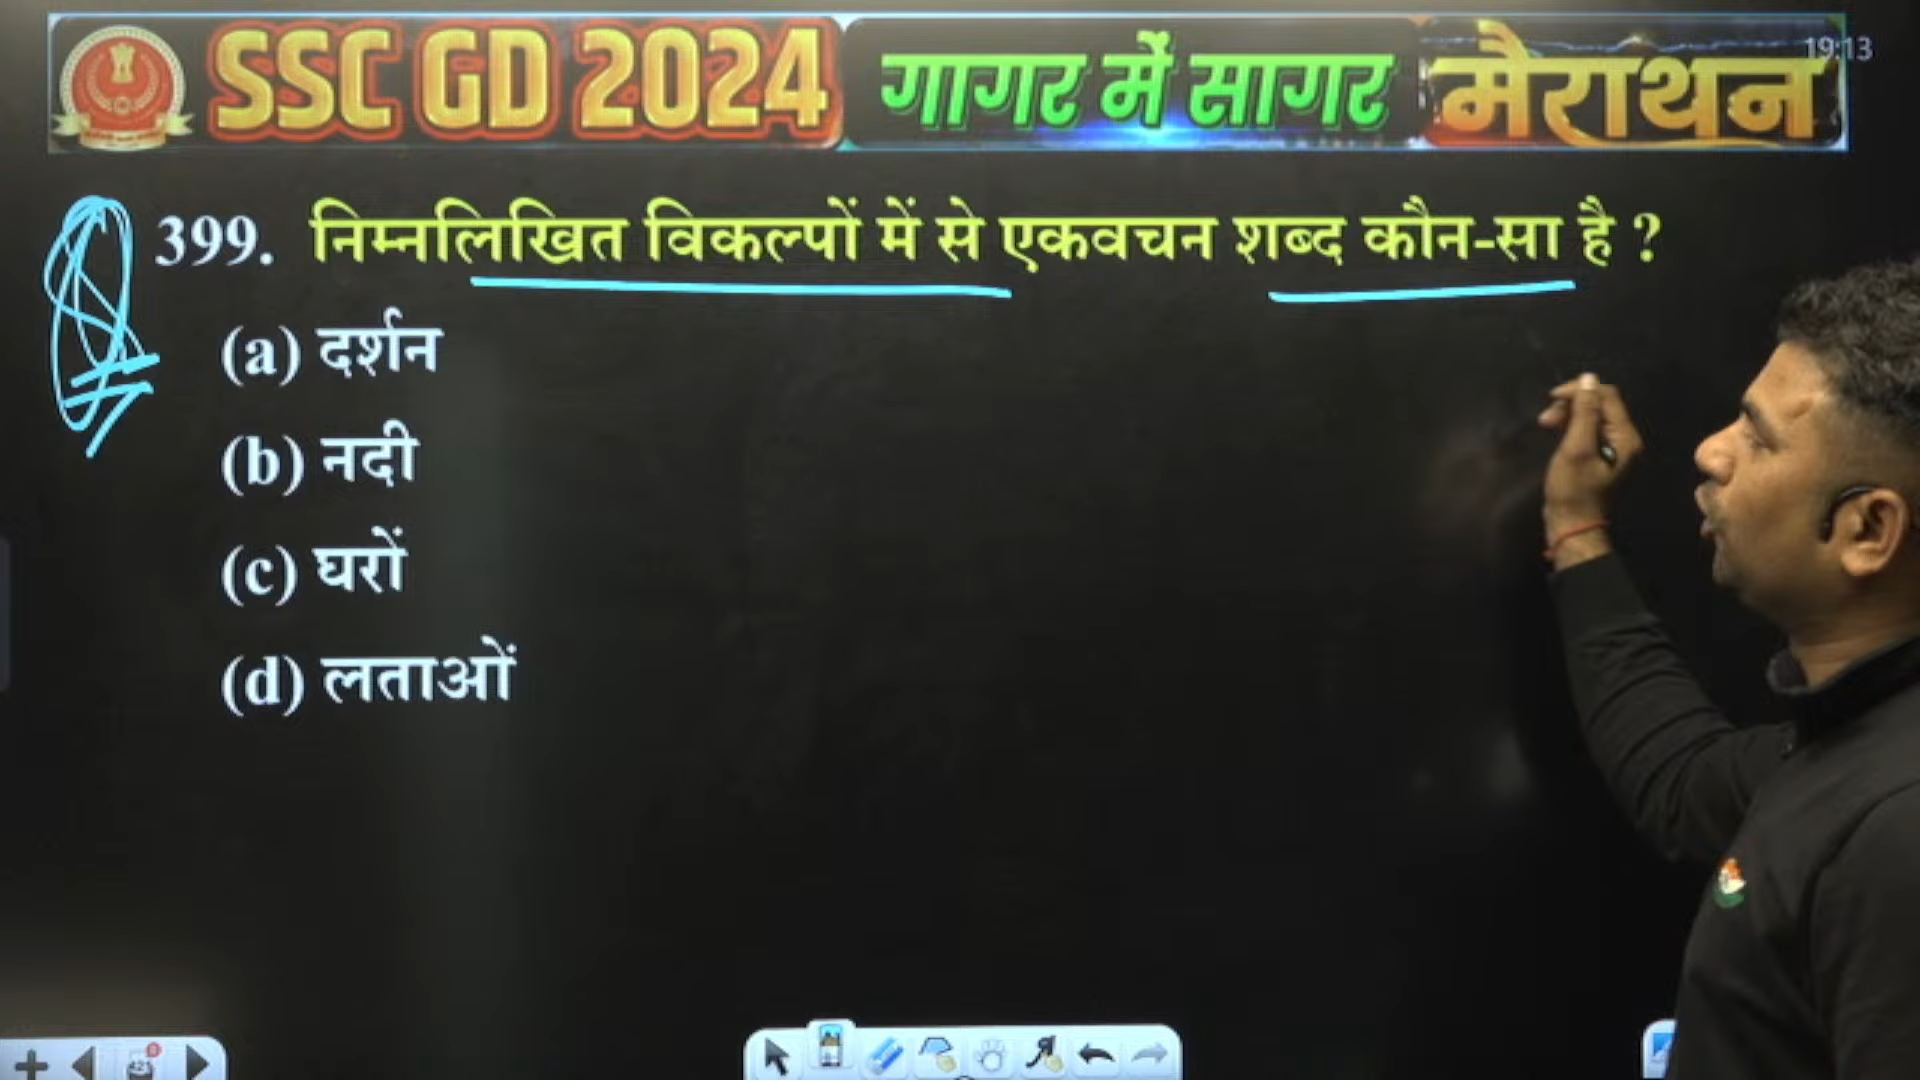 SSC GD 2024 गागर में सागर मैराथन
19:13
399. निम्नलिखित विकल्पों में से एकवचन शब्द कौन-सा है ?
(a) दर्शन
(b) नदी
(c) घरों
(d) लताओं